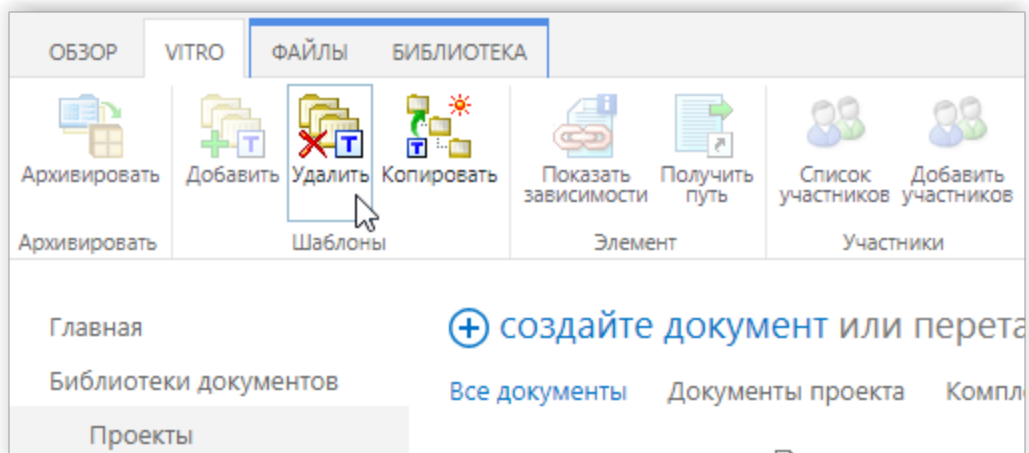 ОБЗОР VITRO ФАЙЛЫ БИБЛИОТЕКА
Архивировать Добавить Удалить Копировать Показать зависимости Получить путь Список участников Добавить участников
Архивировать Шаблоны Элемент Участники
Главная
создайте документ или перета
Библиотеки документов
Все документы Документы проекта Компл
Проекты